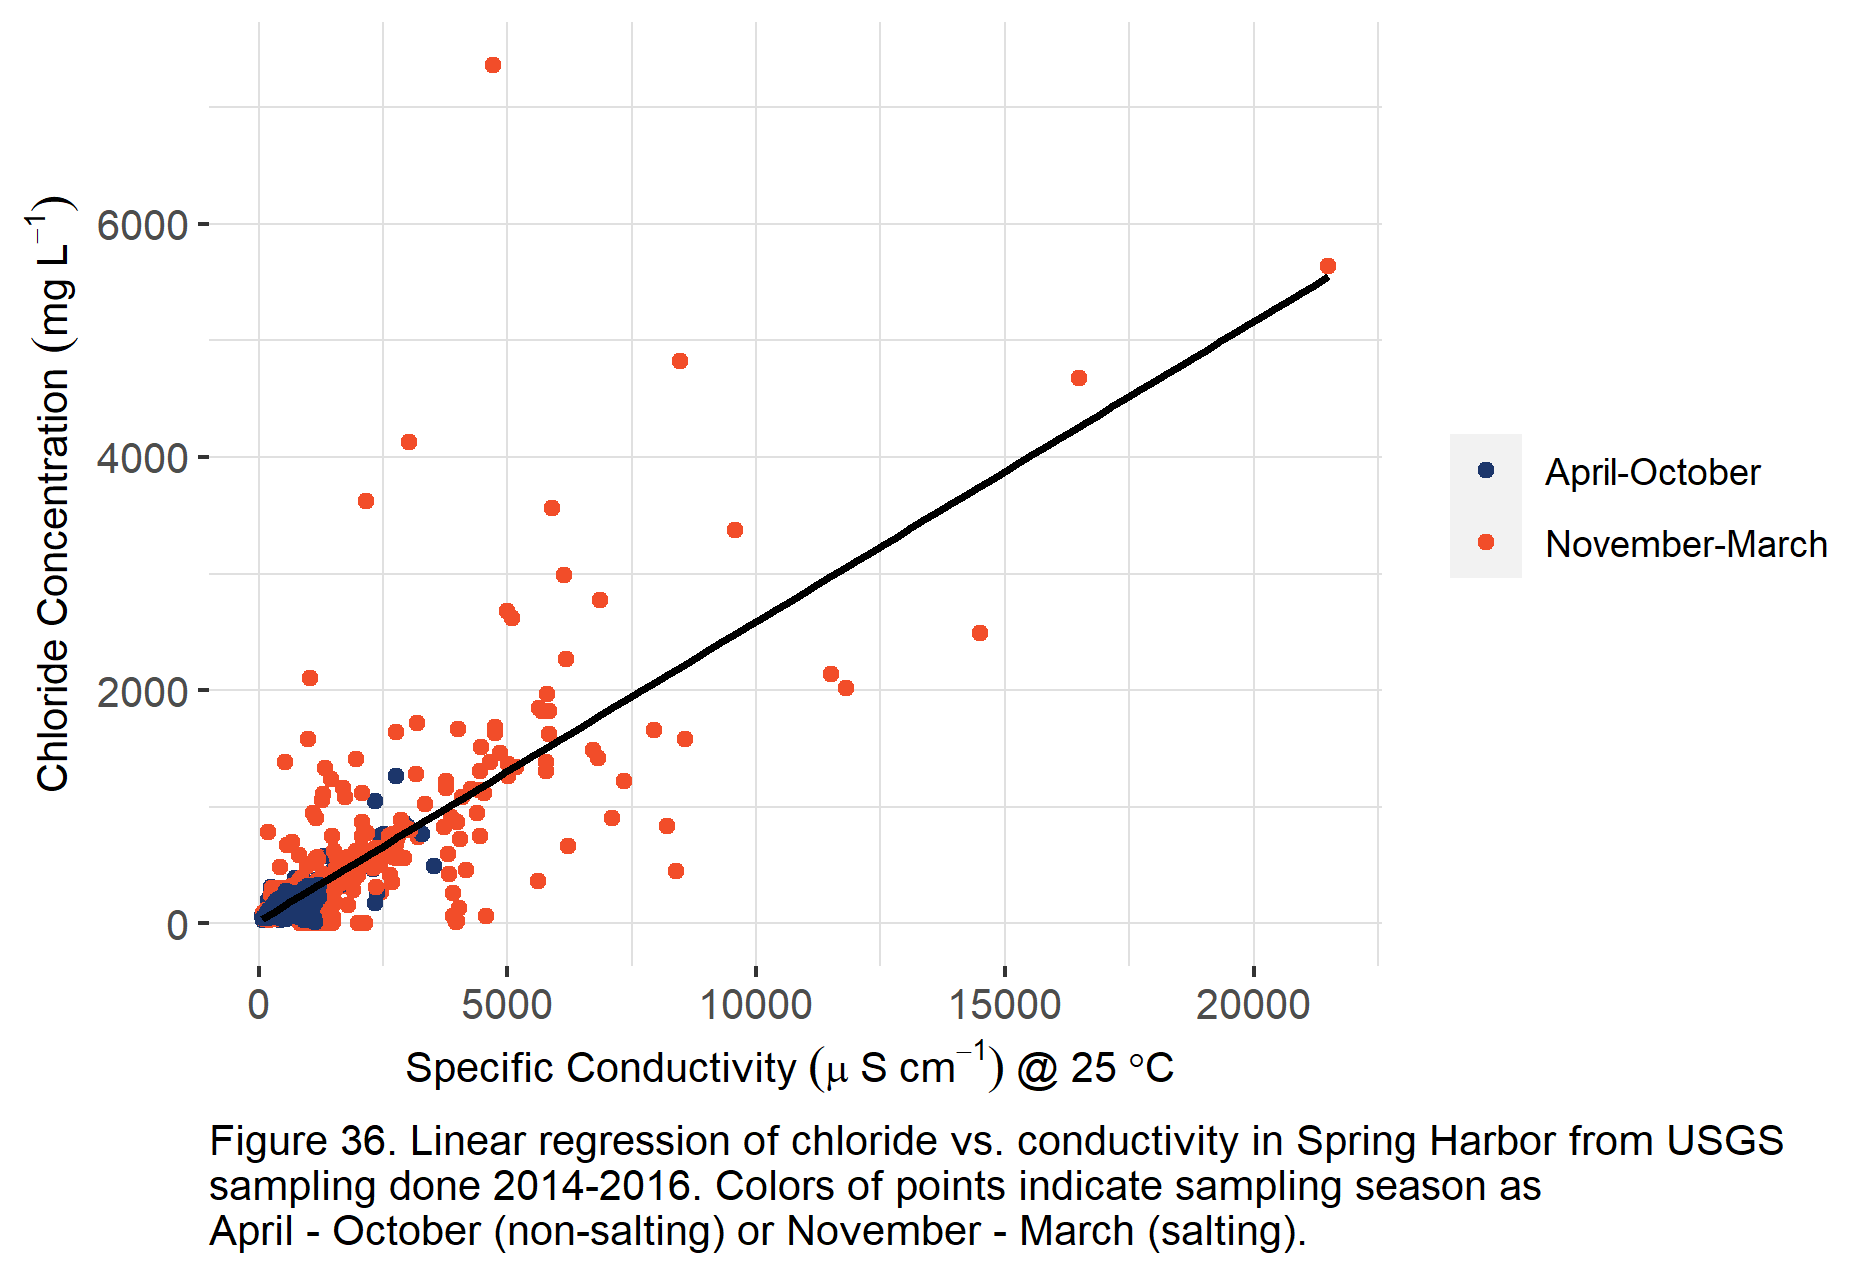 Chloride Concentration (mg L⁻¹)
6000
4000
2000
0
0 5000 10000 15000 20000
Specific Conductivity (μ S cm⁻¹) @ 25 °C
April-October
November-March
Figure 36. Linear regression of chloride vs. conductivity in Spring Harbor from USGS
sampling done 2014-2016. Colors of points indicate sampling season as
April - October (non-salting) or November - March (salting).